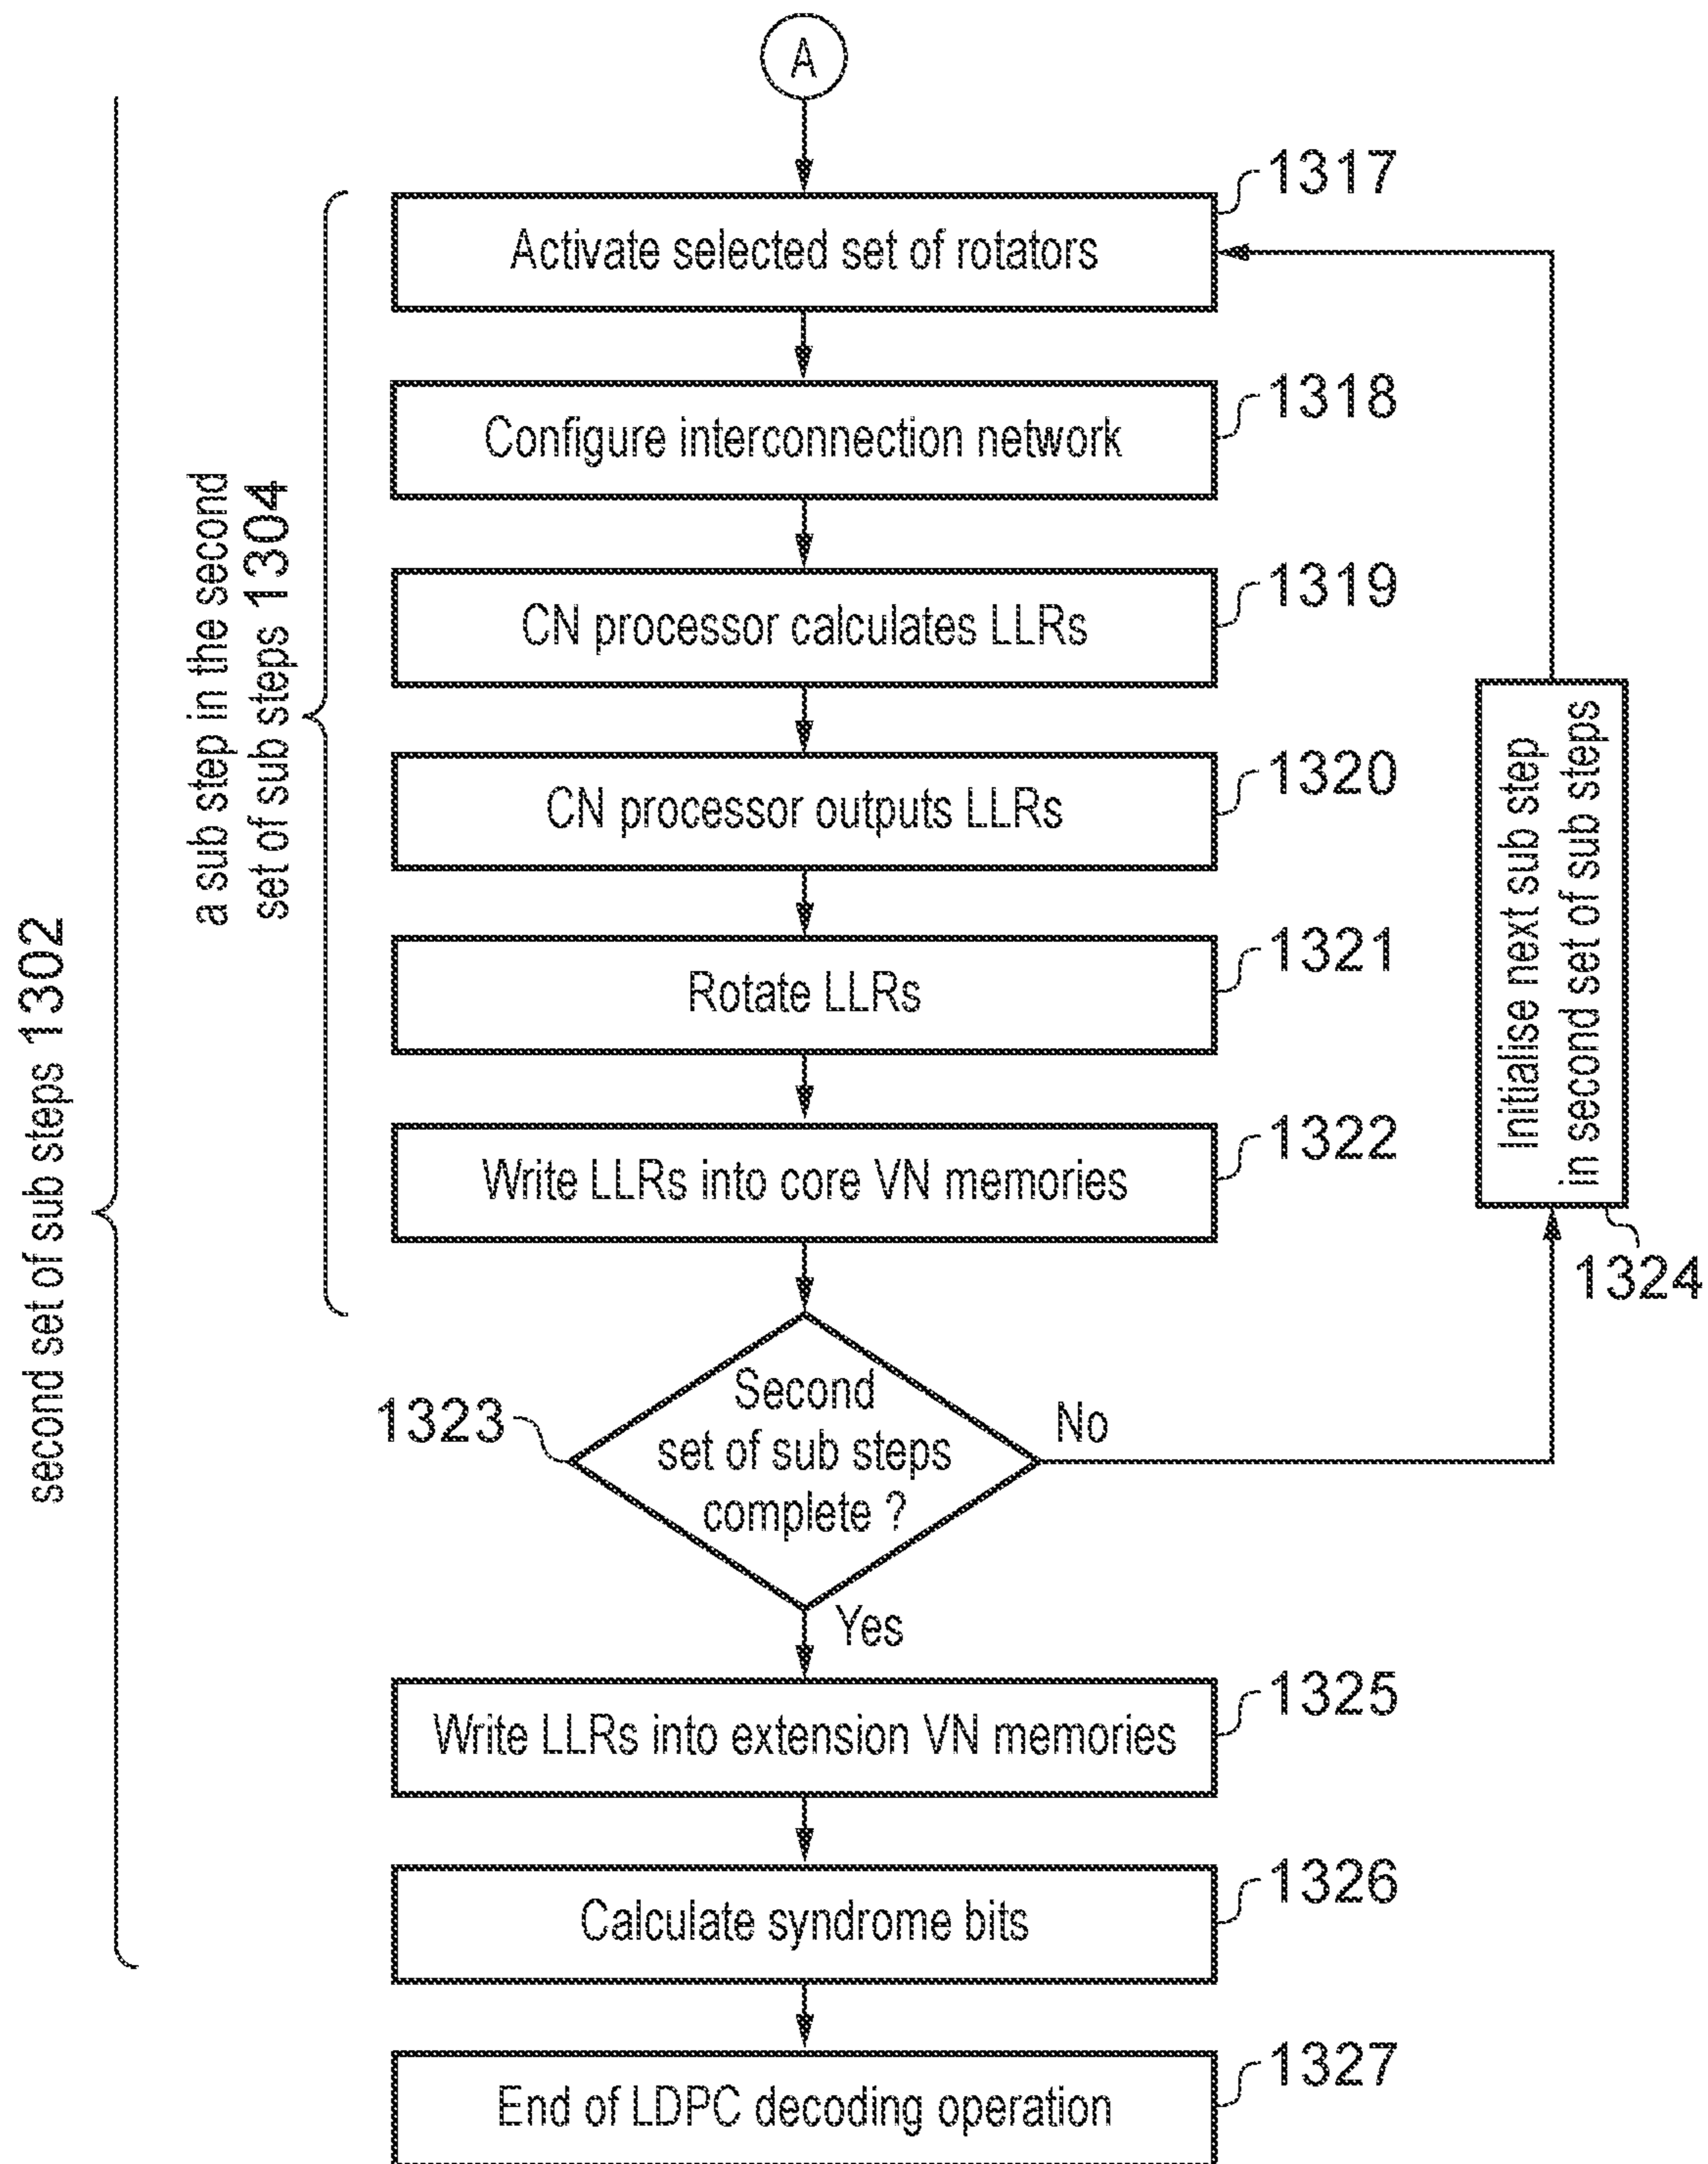 A
1317
Activate selected set of rotators
1318
Configure interconnection network
1319
CN processor calculates LLRs
1320
CN processor outputs LLRs
1321
Rotate LLRs
1322
Write LLRs into core VN memories
a sub step in the second
set of sub steps 1304
second set of sub steps 1302
1323
Second
set of sub steps
complete ?
No
Initialise next sub step
in second set of sub steps
1324
Yes
1325
Write LLRs into extension VN memories
1326
Calculate syndrome bits
1327
End of LDPC decoding operation